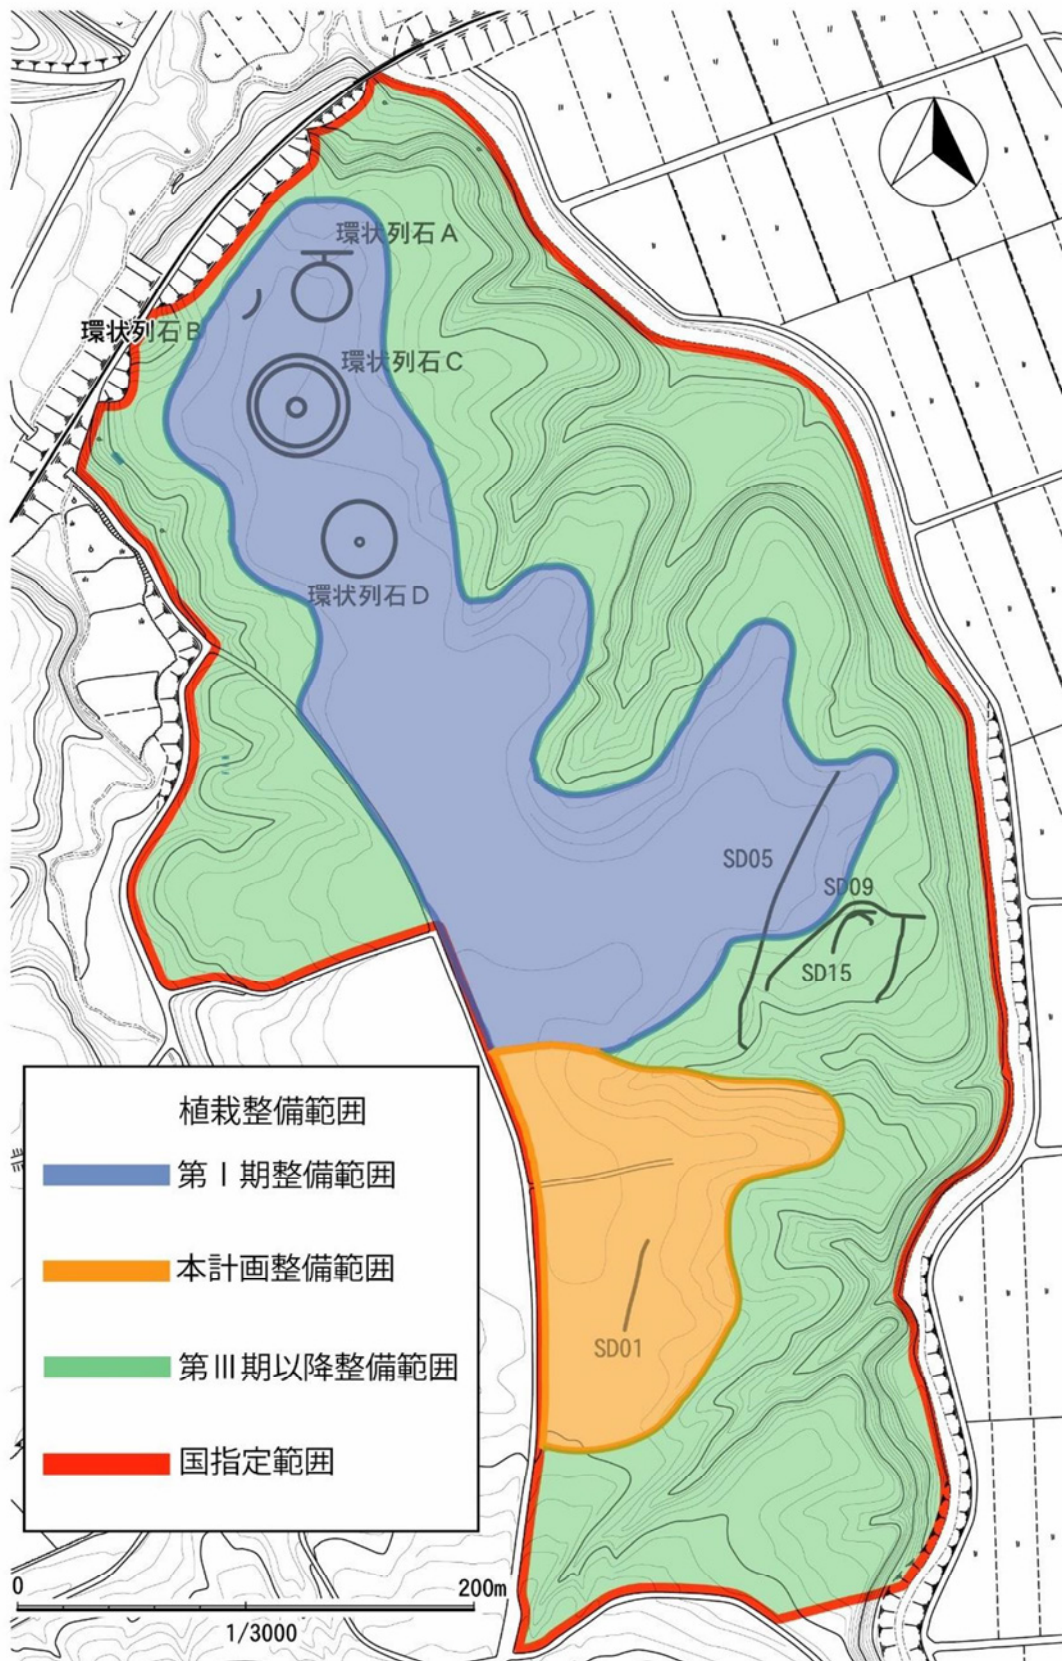 環状列石A
環状列石B
環状列石C
環状列石D
SD05
SD09
SD15
SD01
植栽整備範囲
第Ⅰ期整備範囲
本計画整備範囲
第Ⅲ期以降整備範囲
国指定範囲
0
200m
1/3000